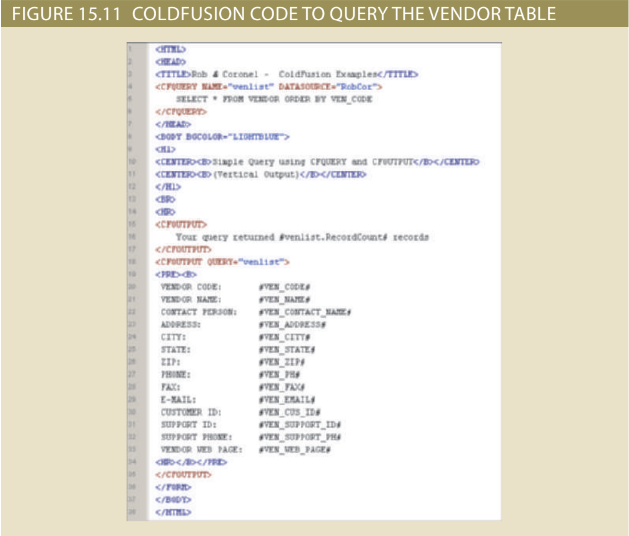 FIGURE 15.11 COLDFUSION CODE TO QUERY THE VENDOR TABLE
1 <HTML>
2 <HEAD>
3 <TITLE>Rob & Coronel - ColdFusion Examples</TITLE>
4 <CFQUERY NAME="venlist" DATASOURCE="RobCor">
5 SELECT * FROM VENDOR ORDER BY VEN_CODE
6 </CFQUERY>
7 </HEAD>
8 <BODY BGCOLOR="LIGHTBLUE">
9 <H1>
10 <CENTER><B>Simple Query using CFQUERY and CFOUTPUT</B></CENTER>
11 <CENTER><B>(Vertical Output)</B></CENTER>
12 </H1>
13 <BR>
14 <HR>
15 <CFOUTPUT>
16 Your query returned #venlist.RecordCount# records
17 </CFOUTPUT>
18 <CFOUTPUT QUERY="venlist">
19 <PRE><B>
20 VENDOR CODE: #VEN_CODE#
21 VENDOR NAME: #VEN_NAME#
22 CONTACT PERSON: #VEN_CONTACT_NAME#
23 ADDRESS: #VEN_ADDRESS#
24 CITY: #VEN_CITY#
25 STATE: #VEN_STATE#
26 ZIP: #VEN_ZIP#
27 PHONE: #VEN_PH#
28 FAX: #VEN_FAX#
29 E-MAIL: #VEN_EMAIL#
30 CUSTOMER ID: #VEN_CUS_ID#
31 SUPPORT ID: #VEN_SUPPORT_ID#
32 SUPPORT PHONE: #VEN_SUPPORT_PH#
33 VENDOR WEB PAGE: #VEN_WEB_PAGE#
34 <HR></B></PRE>
35 </CFOUTPUT>
36 </FORM>
37 </BODY>
38 </HTML>